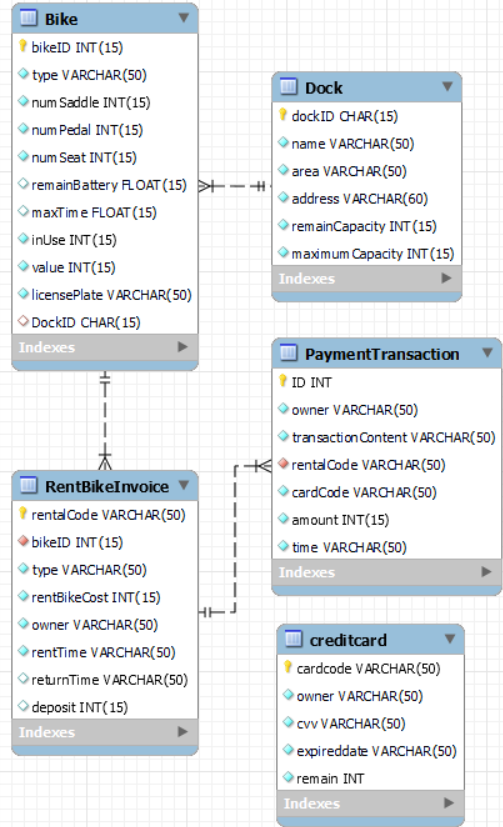 Bike
bikeID INT(15)
type VARCHAR(50)
numSaddle INT(15)
numPedal INT(15)
numSeat INT(15)
remainBattery FLOAT(15)
maxTime FLOAT(15)
inUse INT(15)
value INT(15)
licensePlate VARCHAR(50)
DockID CHAR(15)
Indexes
Dock
dockID CHAR(15)
name VARCHAR(50)
area VARCHAR(50)
address VARCHAR(60)
remainCapacity INT(15)
maximumCapacity INT(15)
Indexes
PaymentTransaction
ID INT
owner VARCHAR(50)
transactionContent VARCHAR(50)
rentalCode VARCHAR(50)
cardCode VARCHAR(50)
amount INT(15)
time VARCHAR(50)
Indexes
RentBikeInvoice
rentalCode VARCHAR(50)
bikeID INT(15)
type VARCHAR(50)
rentBikeCost INT(15)
owner VARCHAR(50)
rentTime VARCHAR(50)
returnTime VARCHAR(50)
deposit INT(15)
Indexes
creditcard
cardcode VARCHAR(50)
owner VARCHAR(50)
cvv VARCHAR(50)
expireddate VARCHAR(50)
remain INT
Indexes